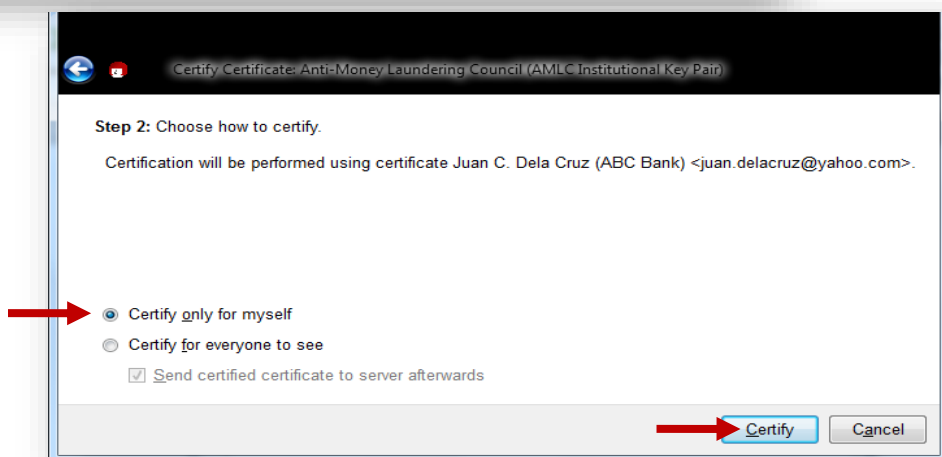 Certify Certificate: Anti-Money Laundering Council (AMLC Institutional Key Pair)
Step 2: Choose how to certify.
Certification will be performed using certificate Juan C. Dela Cruz (ABC Bank) <juan.delacruz@yahoo.com>.
Certify only for myself
Certify for everyone to see
Send certified certificate to server afterwards
Certify Cancel